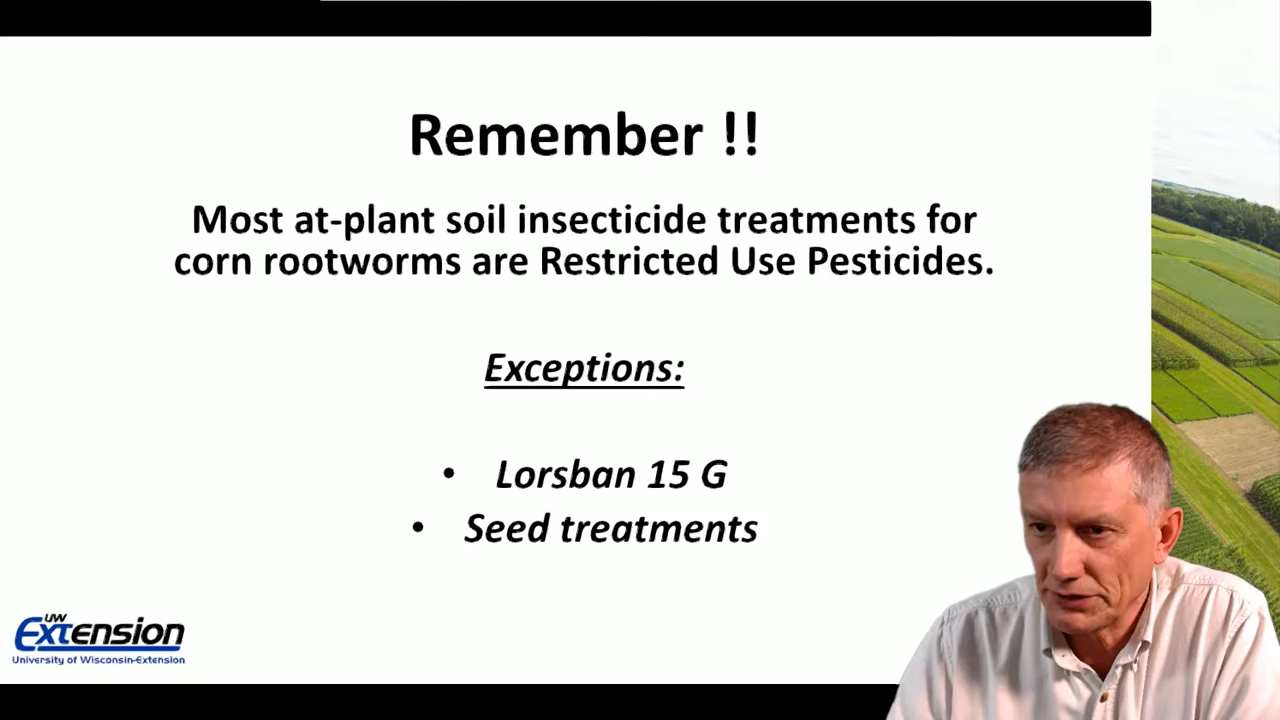 Remember !!
Most at-plant soil insecticide treatments for
corn rootworms are Restricted Use Pesticides.
Exceptions:
• Lorsban 15 G
• Seed treatments
UW
Extension
University of Wisconsin-Extension